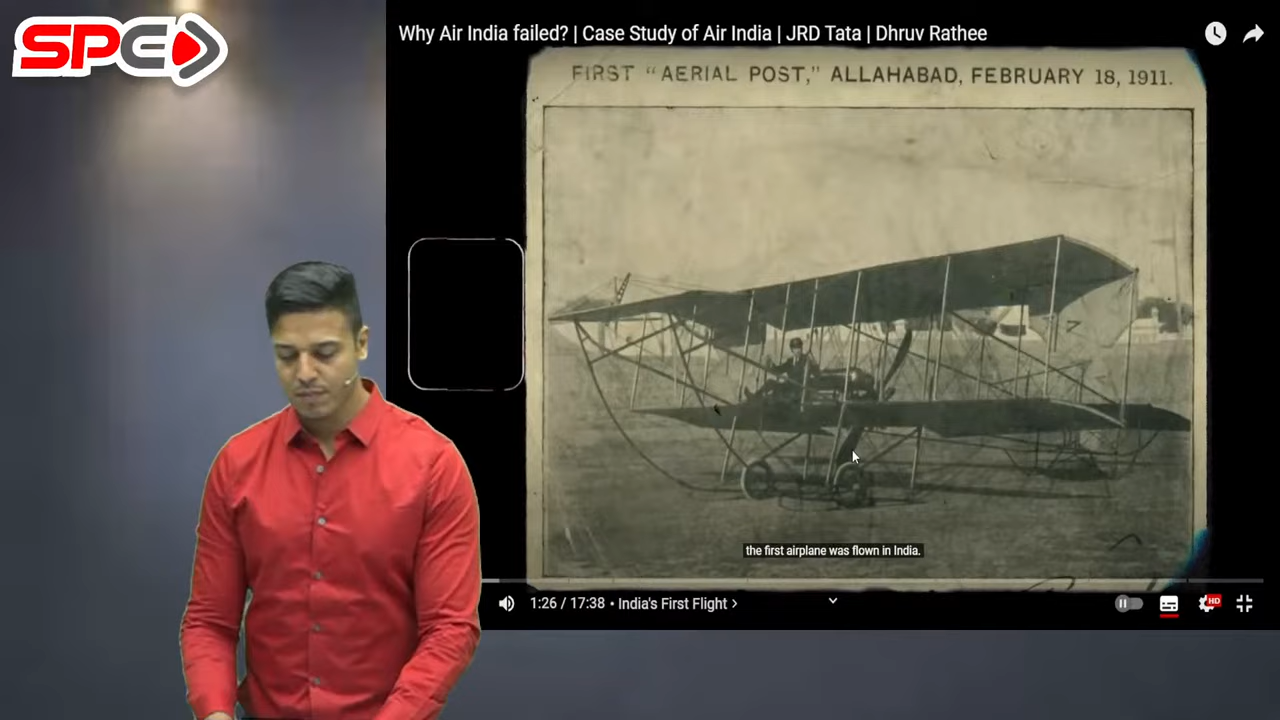 SPED
Why Air India failed? | Case Study of Air India | JRD Tata | Dhruv Rathee
FIRST "AERIAL POST," ALLAHABAD, FEBRUARY 18, 1911.
the first airplane was flown in India.
1:26 / 17:38 • India's First Flight >
HD